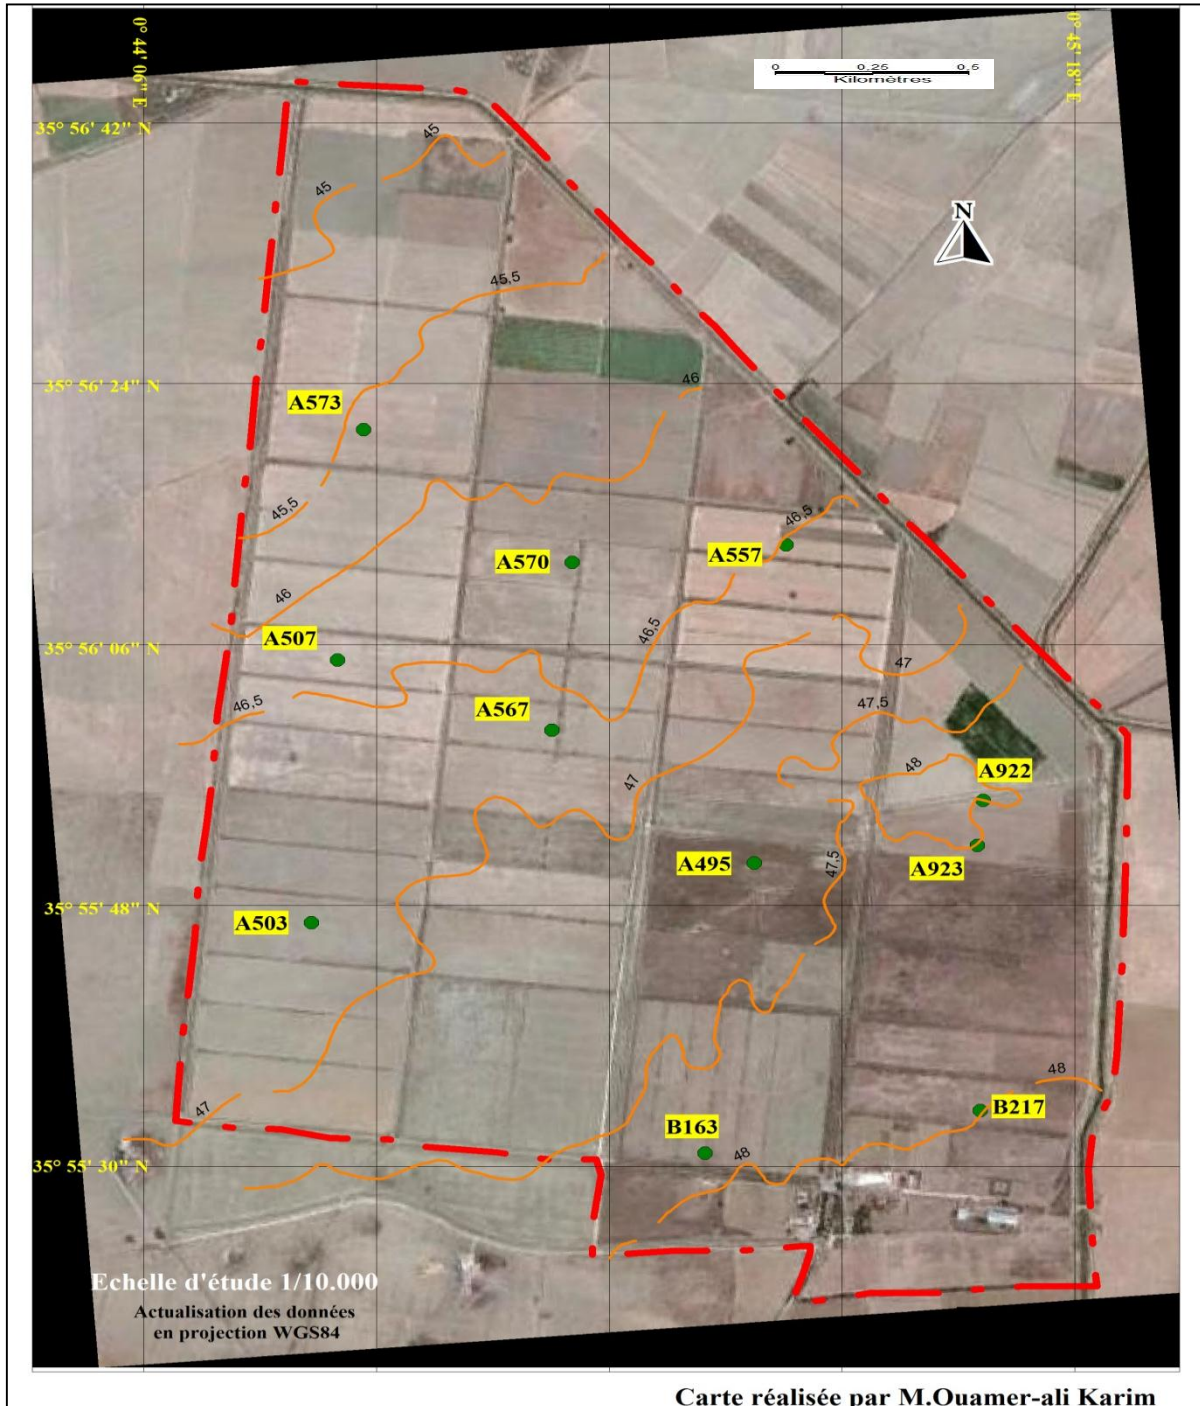 0° 44' 06" E
0° 45' 18" E
0 0.25 0.5
Kilomètres
35° 56' 42" N
45
45
N
45,5
35° 56' 24" N
46
A573
45,5
46,5
A557
A570
46
A507
46,5
35° 56' 06" N
47
46,5
A567
47,5
48
A922
47
A495
47,5
A923
35° 55' 48" N
A503
48
47
B217
B163
48
35° 55' 30" N
Echelle d'étude 1/10.000
Actualisation des données
en projection WGS84
Carte réalisée par M.Ouamer-ali Karim